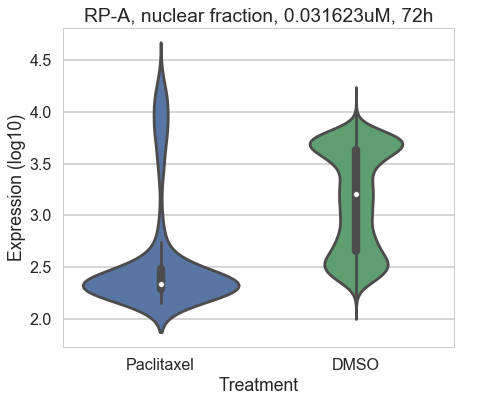 RP-A, nuclear fraction, 0.031623uM, 72h
Expression (log10)
4.5
4.0
3.5
3.0
2.5
2.0
Paclitaxel DMSO
Treatment